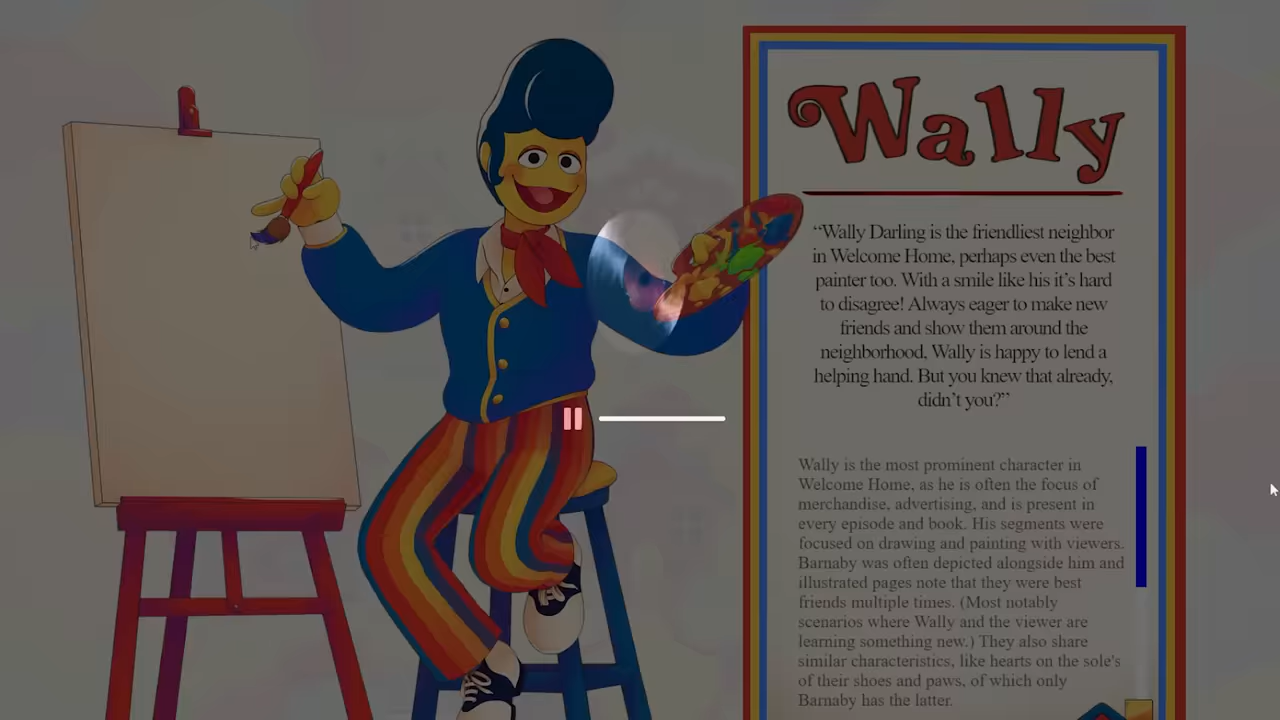 Wally
“Wally Darling is the friendliest neighbor
in Welcome Home, perhaps even the best
painter too. With a smile like his it’s hard
to disagree! Always eager to make new
friends and show them around the
neighborhood, Wally is happy to lend a
helping hand. But you knew that already,
didn’t you?”
Wally is the most prominent character in
Welcome Home, as he is often the focus of
merchandise, advertising, and is present in
every episode and book. His segments were
focused on drawing and painting with viewers.
Barnaby was often depicted alongside him and
illustrated pages note that they were best
friends multiple times. (Most notably
scenarios where Wally and the viewer are
learning something new.) They also share
similar characteristics, like hearts on the sole's
of their shoes and paws, of which only
Barnaby has the latter.